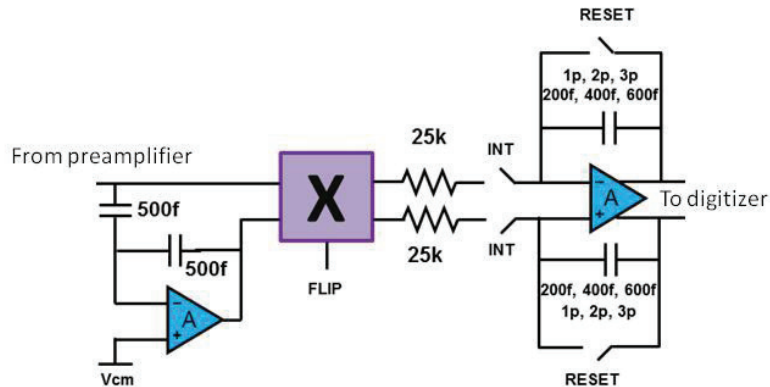 RESET
1p, 2p, 3p
200f, 400f, 600f
25k
INT
From preamplifier
500f
X
A
To digitizer
500f
25k
INT
FLIP
A
Vcm
200f, 400f, 600f
1p, 2p, 3p
RESET